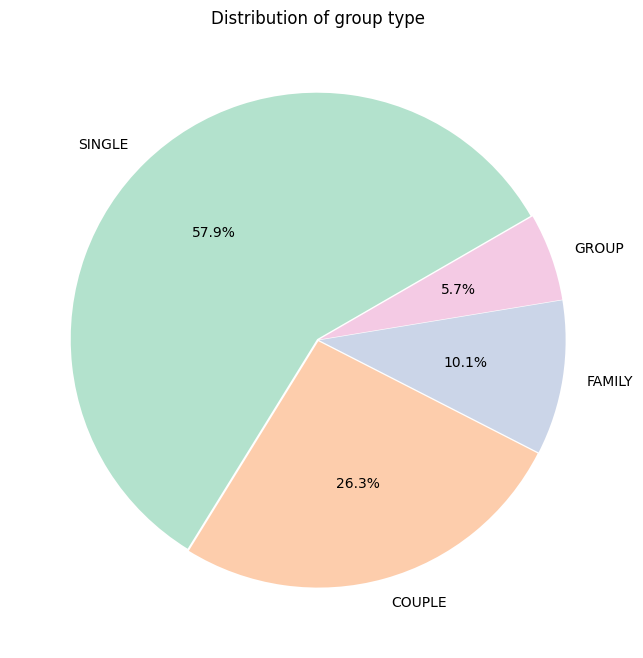 Distribution of group type
SINGLE
57.9%
GROUP
5.7%
10.1%
FAMILY
26.3%
COUPLE